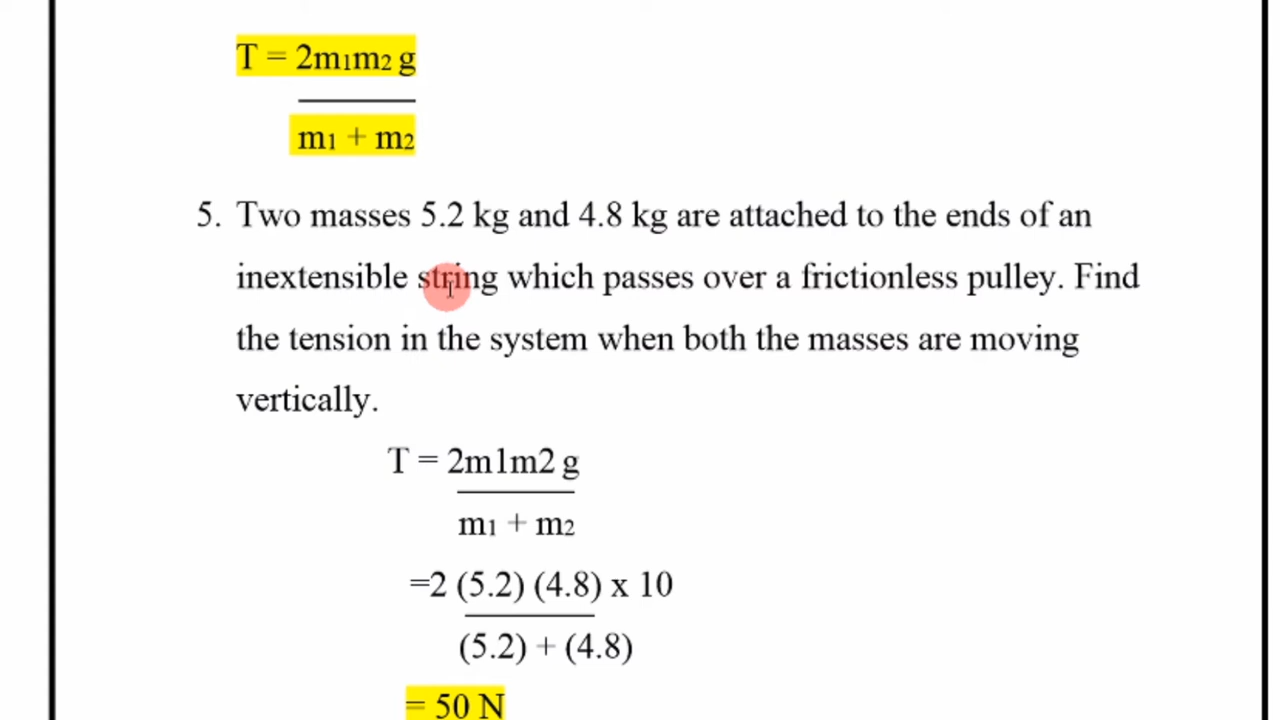 T = 2m1m2 g
m1 + m2
5. Two masses 5.2 kg and 4.8 kg are attached to the ends of an
inextensible string which passes over a frictionless pulley. Find
the tension in the system when both the masses are moving
vertically.
T = 2m1m2 g
m1 + m2
=2 (5.2) (4.8) x 10
(5.2) + (4.8)
= 50 N